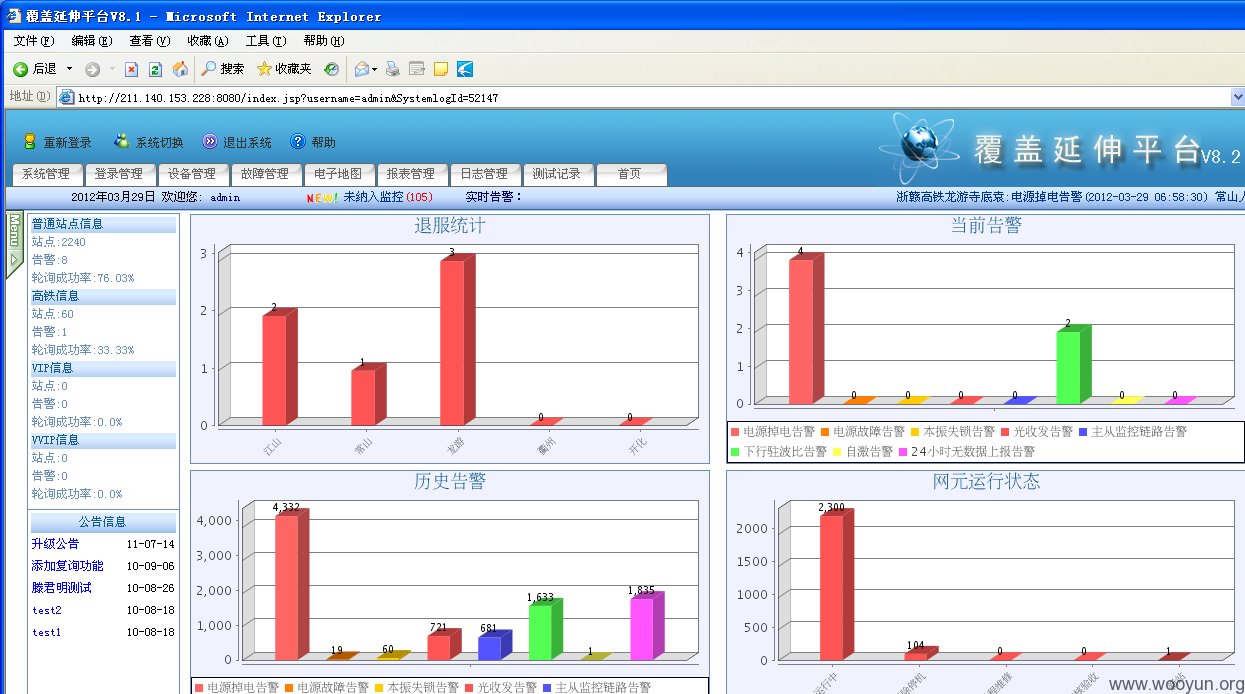 覆盖延伸平台V8.1 - Microsoft Internet Explorer
文件(F) 编辑(E) 查看(V) 收藏(A) 工具(T) 帮助(H)
后退 搜索 收藏夹
地址(D) http://211.140.153.228:8080/index.jsp?username=admin&SystemlogId=52147
重新登录 系统切换 退出系统 帮助
覆盖延伸平台V8.2
系统管理 登录管理 设备管理 故障管理 电子地图 报表管理 日志管理 测试记录 首页
2012年03月29日 欢迎您: admin NEW! 未纳入监控(105) 实时告警: 浙赣高铁龙游寺底袁:电源掉电告警(2012-03-29 06:58:30) 常山
Menu
普通站点信息
站点:2240
告警:8
轮询成功率:76.03%
高铁信息
站点:60
告警:1
轮询成功率:33.33%
VIP信息
站点:0
告警:0
轮询成功率:0.0%
VVIP信息
站点:0
告警:0
轮询成功率:0.0%
公告信息
升级公告 11-07-14
添加复询功能 10-09-06
滕君明测试 10-08-26
test2 10-08-18
test1 10-08-18
退服统计
3
2
1
0
2 1 3 0 0
江山 常山 龙游 衢州 开化
当前告警
4
3
2
1
0
4 0 0 0 0 2 0 0
电源掉电告警 电源故障告警 本振失锁告警 光收发告警 主从监控链路告警
下行驻波比告警 自激告警 24小时无数据上报告警
历史告警
4,000
3,000
2,000
1,000
0
4,332 19 60 721 681 1,633 1 1,835
电源掉电告警 电源故障告警 本振失锁告警 光收发告警 主从监控链路告警
网元运行状态
2000
1500
1000
500
0
2,300 104 0 0 1
运行中
www.wooyun.org